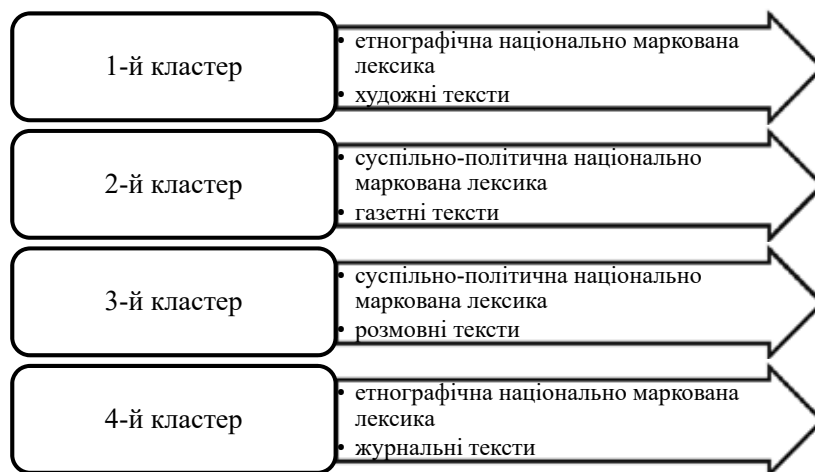 1-й кластер
• етнографічна національно маркована
лексика
• художні тексти
2-й кластер
• суспільно-політична національно
маркована лексика
• газетні тексти
3-й кластер
• суспільно-політична національно
маркована лексика
• розмовні тексти
4-й кластер
• етнографічна національно маркована
лексика
• журнальні тексти